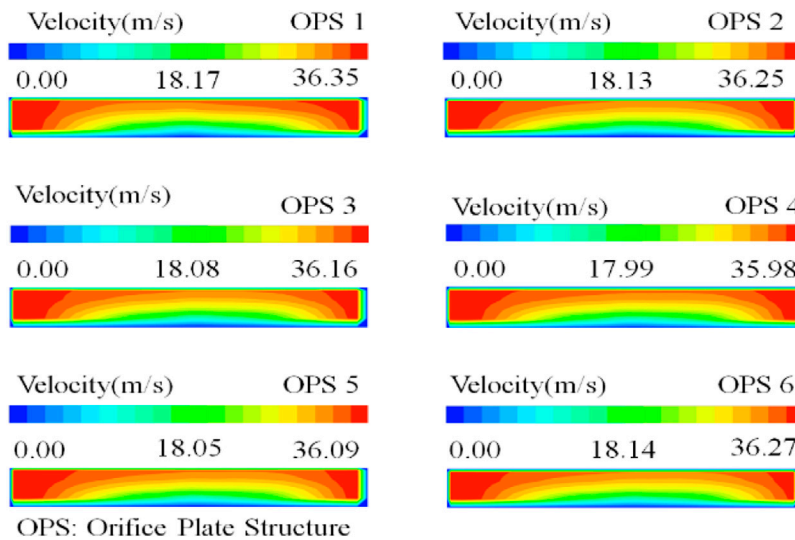 Velocity(m/s) OPS 1
0.00 18.17 36.35
Velocity(m/s) OPS 2
0.00 18.13 36.25
Velocity(m/s) OPS 3
0.00 18.08 36.16
Velocity(m/s) OPS 4
0.00 17.99 35.98
Velocity(m/s) OPS 5
0.00 18.05 36.09
Velocity(m/s) OPS 6
0.00 18.14 36.27
OPS: Orifice Plate Structure